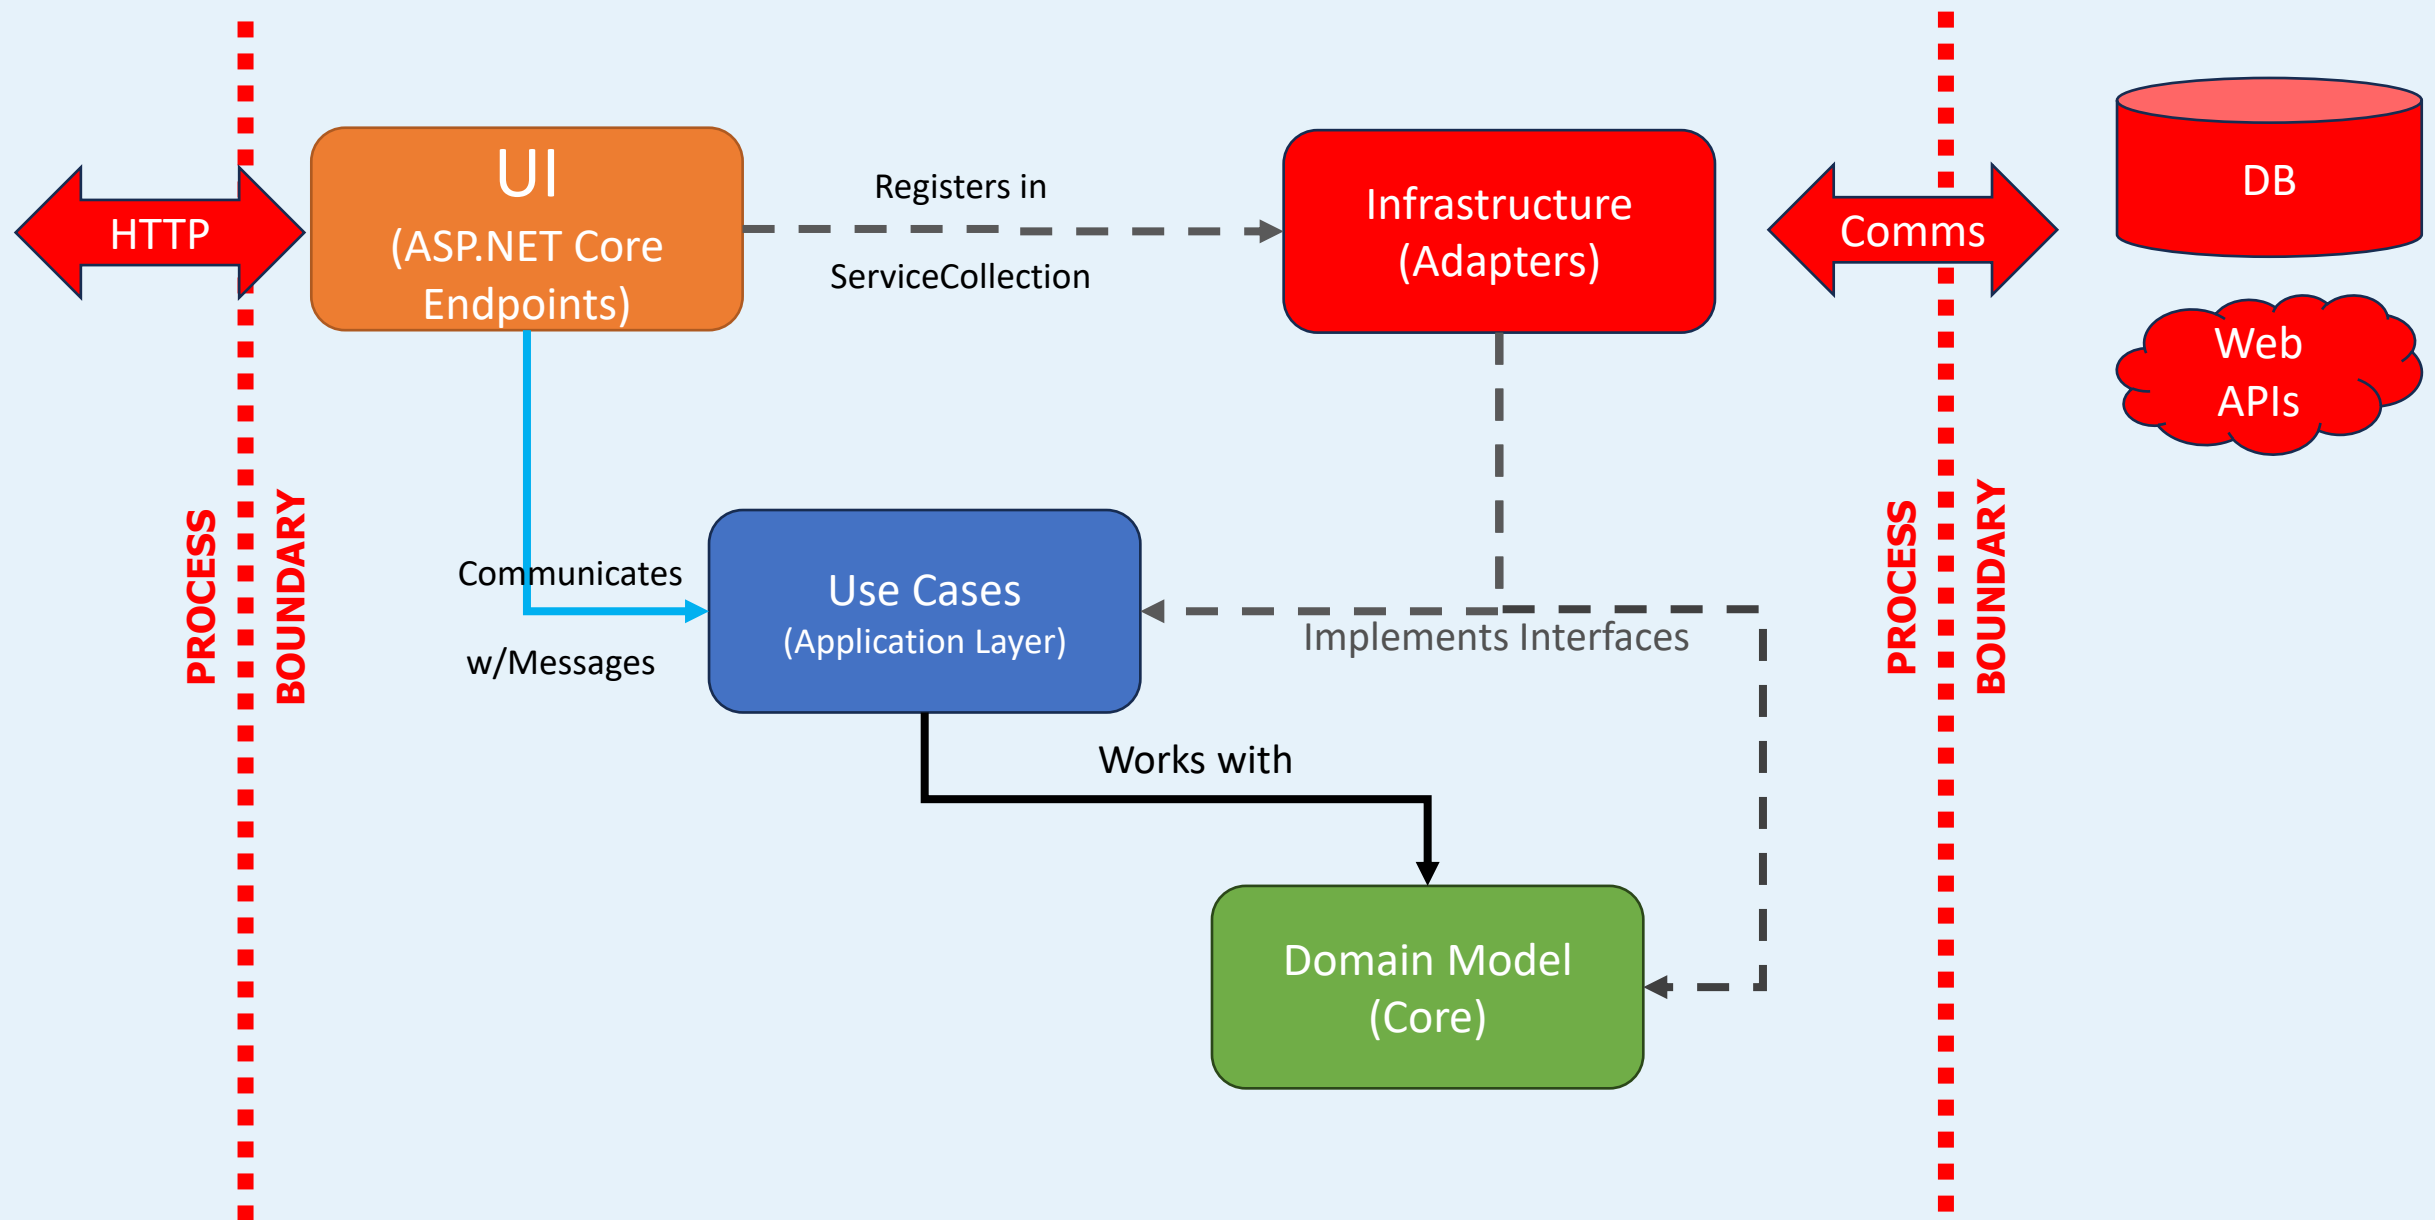 HTTP
UI
(ASP.NET Core
Endpoints)
Registers in
ServiceCollection
Infrastructure
(Adapters)
Comms
DB
Web
APIs
PROCESS
BOUNDARY
Communicates
w/Messages
Use Cases
(Application Layer)
Implements Interfaces
PROCESS
BOUNDARY
Works with
Domain Model
(Core)